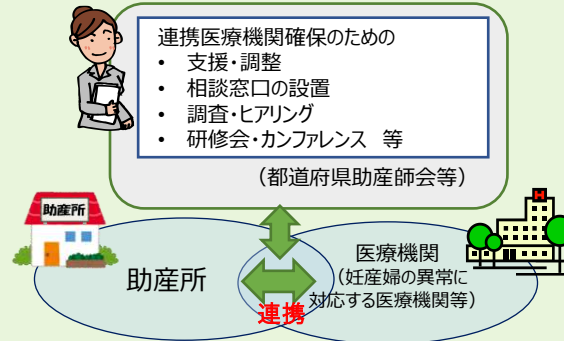 連携医療機関確保のための
• 支援・調整
• 相談窓口の設置
• 調査・ヒアリング
• 研修会・カンファレンス 等
（都道府県助産師会等）
助産所
助産所
医療機関
（妊産婦の異常に
対応する医療機関等）
連携
H